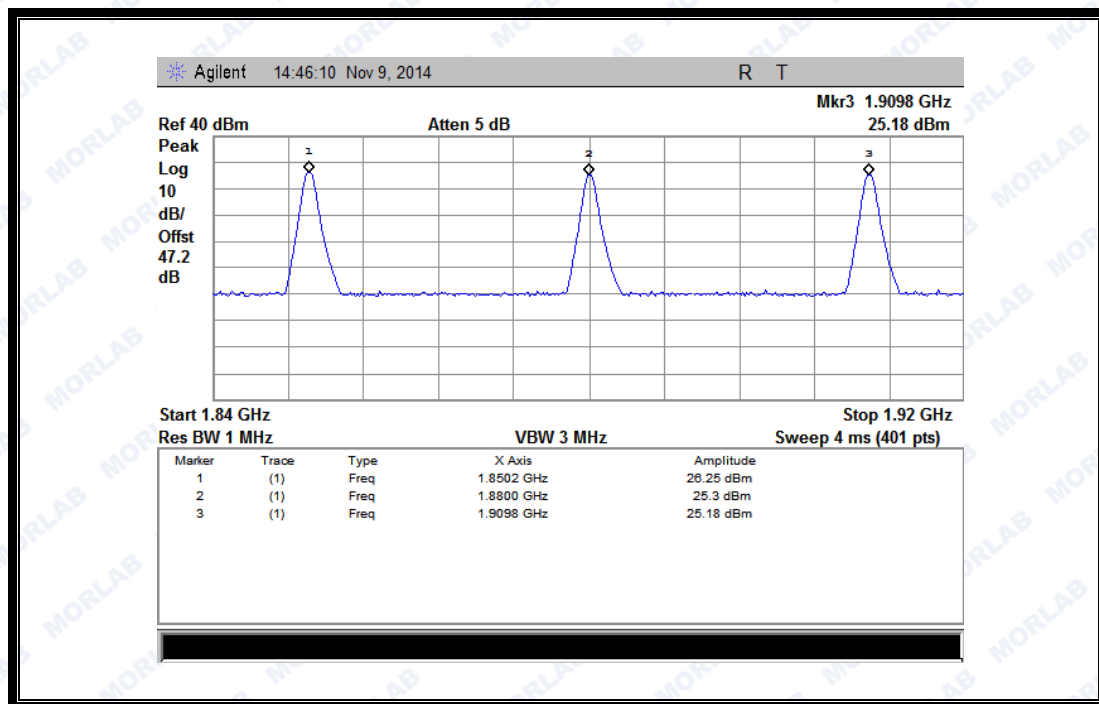 Agilent 14:46:10 Nov 9, 2014 R T
Mkr3 1.9098 GHz
Ref 40 dBm Atten 5 dB 25.18 dBm
Peak
Log
10
dB/
Offst
47.2
dB
1 2 3
Start 1.84 GHz Stop 1.92 GHz
Res BW 1 MHz VBW 3 MHz Sweep 4 ms (401 pts)
Marker Trace Type X Axis Amplitude
1 (1) Freq 1.8502 GHz 26.25 dBm
2 (1) Freq 1.8800 GHz 25.3 dBm
3 (1) Freq 1.9098 GHz 25.18 dBm
MORLAB